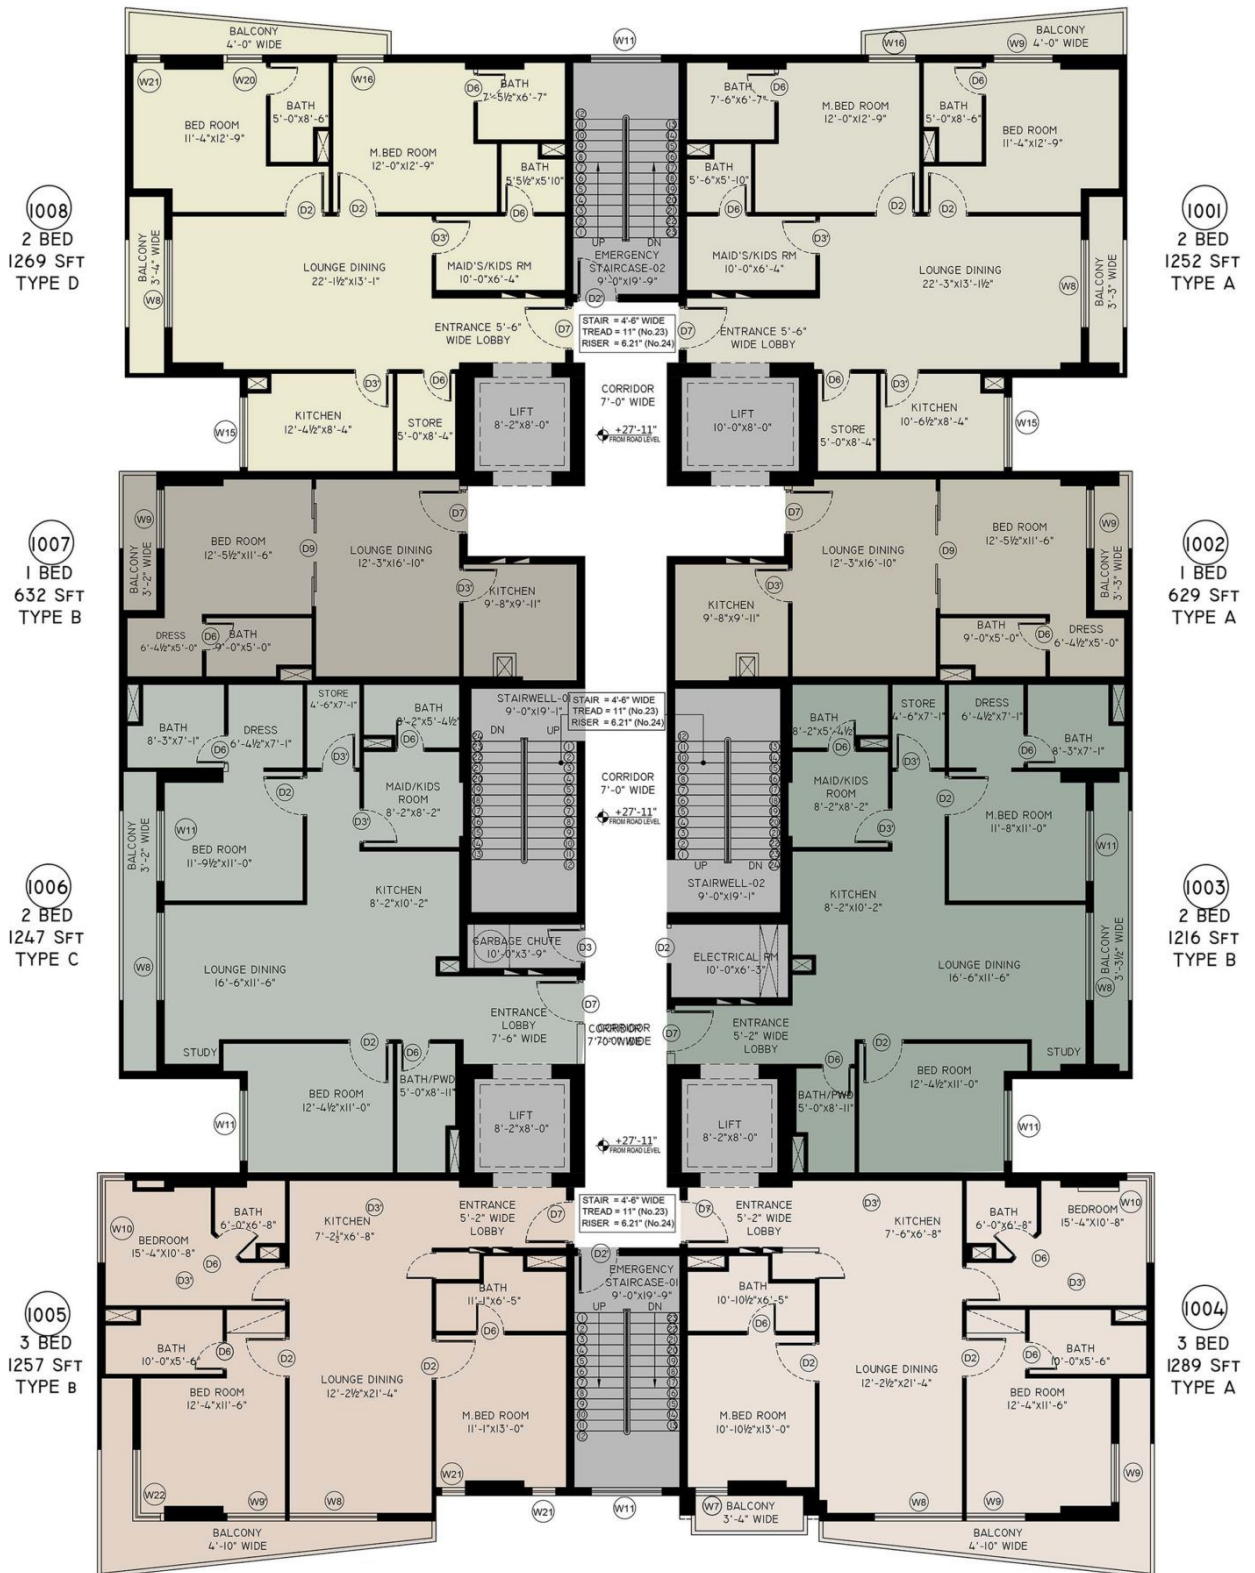 BALCONY
4'-0" WIDE
W21
W20
W16
BED ROOM
11'-4"X12'-9"
BATH
5'-0"X8'-6"
M.BED ROOM
12'-0"X12'-9"
D6
BATH
7'-5½"X6'-7"
BATH
5'5½"X5'10"
D6
D2
D2
D3'
MAID'S/KIDS RM
10'-0"X6'-4"
BALCONY
3'-4" WIDE
W8
LOUNGE DINING
22'-1½"X13'-1"
ENTRANCE 5'-6"
WIDE LOBBY
D7
D3'
D6
KITCHEN
12'-4½"X8'-4"
STORE
5'-0"X8'-4"
W15
1008
2 BED
1269 SFT
TYPE D
W11
UP
DN
EMERGENCY
STAIRCASE-02
9'-0"X19'-9"
D2'
STAIR = 4'-6" WIDE
TREAD = 11" (No.23)
RISER = 6.21" (No.24)
CORRIDOR
7'-0" WIDE
+27'-11"
FROM ROAD LEVEL
LIFT
8'-2"X8'-0"
LIFT
10'-0"X8'-0"
BALCONY
4'-0" WIDE
W16
W9
BATH
7'-6"X6'-7"
D6
M.BED ROOM
12'-0"X12'-9"
D6
BATH
5'-0"X8'-6"
BED ROOM
11'-4"X12'-9"
BATH
5'-6"X5'-10"
D6
D2
D2
D3'
MAID'S/KIDS RM
10'-0"X6'-4"
LOUNGE DINING
22'-3"X13'-1½"
W8
BALCONY
3'-3" WIDE
D7
ENTRANCE 5'-6"
WIDE LOBBY
D6
D3'
STORE
5'-0"X8'-4"
KITCHEN
10'-6½"X8'-4"
W15
1001
2 BED
1252 SFT
TYPE A
1007
1 BED
632 SFT
TYPE B
W9
BALCONY
3'-2" WIDE
BED ROOM
12'-5½"X11'-6"
D9
LOUNGE DINING
12'-3"X16'-10"
D7
D3'
KITCHEN
9'-8"X9'-11"
DRESS
6'-4½"X5'-0"
D6
BATH
9'-0"X5'-0"
D7
LOUNGE DINING
12'-3"X16'-10"
D9
BED ROOM
12'-5½"X11'-6"
W9
BALCONY
3'-3" WIDE
D3'
KITCHEN
9'-8"X9'-11"
BATH
9'-0"X5'-0"
D6
DRESS
6'-4½"X5'-0"
1002
1 BED
629 SFT
TYPE A
BATH
8'-3"X7'-1"
D6
DRESS
6'-4½"X7'-1"
STORE
4'-6"X7'-1"
D3'
BATH
8'-2"X5'-4½"
D6
D2
MAID/KIDS
ROOM
8'-2"X8'-2"
D3'
BALCONY
3'-2" WIDE
W11
BED ROOM
11'-9½"X11'-0"
KITCHEN
8'-2"X10'-2"
W8
LOUNGE DINING
16'-6"X11'-6"
ENTRANCE
LOBBY
7'-6" WIDE
D7
STUDY
D2
D6
BED ROOM
12'-4½"X11'-0"
BATH/PWD
5'-0"X8'-11"
W11
1006
2 BED
1247 SFT
TYPE C
STAIRWELL-01
9'-0"X19'-1"
DN
UP
STAIR = 4'-6" WIDE
TREAD = 11" (No.23)
RISER = 6.21" (No.24)
CORRIDOR
7'-0" WIDE
+27'-11"
FROM ROAD LEVEL
UP
DN
STAIRWELL-02
9'-0"X19'-1"
GARBAGE CHUTE
10'-0"X3'-9"
D3
D2
ELECTRICAL RM
10'-0"X6'-3"
CORRIDOR
LIFT
8'-2"X8'-0"
+27'-11"
FROM ROAD LEVEL
LIFT
8'-2"X8'-0"
BATH
8'-2"X5'-4½"
D6
STORE
4'-6"X7'-1"
D3'
DRESS
6'-4½"X7'-1"
D6
BATH
8'-3"X7'-1"
MAID/KIDS
ROOM
8'-2"X8'-2"
D3'
D2
M.BED ROOM
11'-8"X11'-0"
W11
KITCHEN
8'-2"X10'-2"
LOUNGE DINING
16'-6"X11'-6"
W8
BALCONY
3'-3½" WIDE
D7
ENTRANCE
5'-2" WIDE
LOBBY
D6
D2
STUDY
BATH/PWD
5'-0"X8'-11"
BED ROOM
12'-4½"X11'-0"
W11
1003
2 BED
1216 SFT
TYPE B
W10
BEDROOM
15'-4"X10'-8"
D6
D3'
BATH
6'-0"X6'-8"
D3'
KITCHEN
7'-2½"X6'-8"
ENTRANCE
5'-2" WIDE
LOBBY
D7
BATH
11'-1"X6'-5"
D6
BATH
10'-0"X5'-6"
D6
D2
BED ROOM
12'-4"X11'-6"
LOUNGE DINING
12'-2½"X21'-4"
D2
M.BED ROOM
11'-1"X13'-0"
W22
W9'
W8
W21
W21
BALCONY
4'-10" WIDE
1005
3 BED
1257 SFT
TYPE B
STAIR = 4'-6" WIDE
TREAD = 11" (No.23)
RISER = 6.21" (No.24)
D2'
EMERGENCY
STAIRCASE-01
9'-0"X19'-9"
UP
DN
W11
D7
ENTRANCE
5'-2" WIDE
LOBBY
D3'
KITCHEN
7'-6"X6'-8"
BATH
6'-0"X6'-8"
W10
BEDROOM
15'-4"X10'-8"
D6
D3'
BATH
10'-10½"X6'-5"
D6
D2
M.BED ROOM
10'-10½"X13'-0"
LOUNGE DINING
12'-2½"X21'-4"
D2
D6
BATH
10'-0"X5'-6"
BED ROOM
12'-4"X11'-6"
W9
W7
BALCONY
3'-4" WIDE
W8
W9
BALCONY
4'-10" WIDE
1004
3 BED
1289 SFT
TYPE A